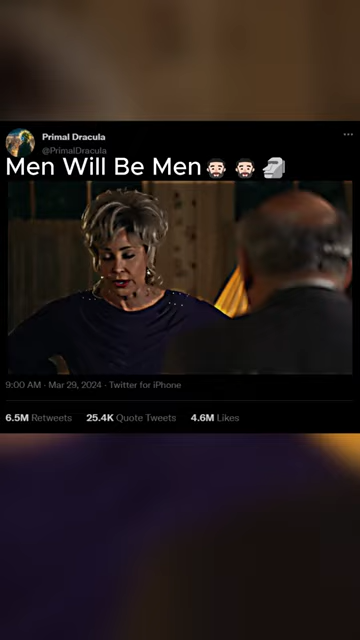 Primal Dracula
@PrimalDracula
Men Will Be Men🧔🏻🧔🏻🗿
9:00 AM · Mar 29, 2024 · Twitter for iPhone
6.5M Retweets 25.4K Quote Tweets 4.6M Likes